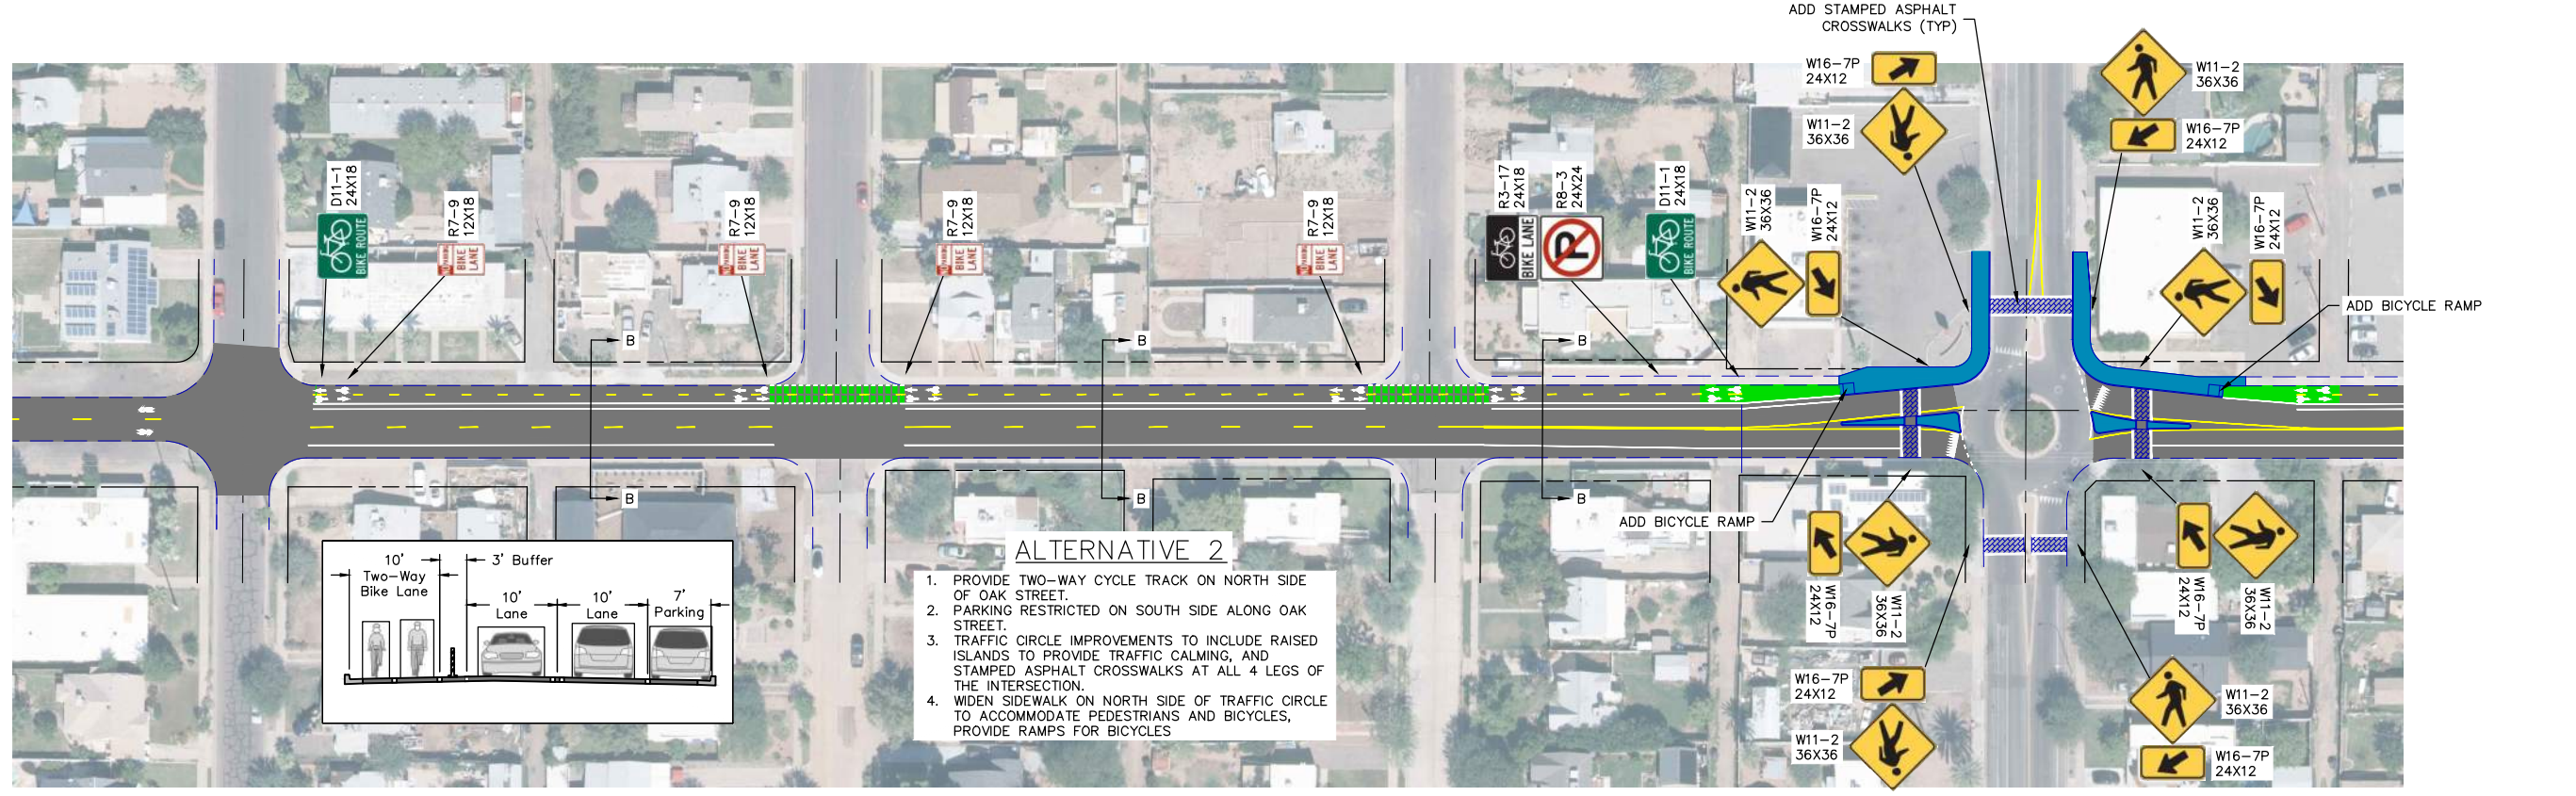 ADD STAMPED ASPHALT
CROSSWALKS (TYP)
W16-7P
24X12
W11-2
36X36
W11-2
36X36
W16-7P
24X12
D11-1
24X18
BIKE ROUTE
R7-9
12X18
BIKE
LANE
R7-9
12X18
BIKE
LANE
R7-9
12X18
BIKE
LANE
R7-9
12X18
BIKE
LANE
R3-17
24X18
BIKE LANE
R8-3
24X24
P
D11-1
24X18
BIKE ROUTE
W11-2
36X36
W16-7P
24X12
W11-2
36X36
W16-7P
24X12
ADD BICYCLE RAMP
B
B
B
B
B
B
ADD BICYCLE RAMP
10'
Two-Way
Bike Lane
3' Buffer
10'
Lane
10'
Lane
7'
Parking
ALTERNATIVE 2
1. PROVIDE TWO-WAY CYCLE TRACK ON NORTH SIDE
OF OAK STREET.
2. PARKING RESTRICTED ON SOUTH SIDE ALONG OAK
STREET.
3. TRAFFIC CIRCLE IMPROVEMENTS TO INCLUDE RAISED
ISLANDS TO PROVIDE TRAFFIC CALMING, AND
STAMPED ASPHALT CROSSWALKS AT ALL 4 LEGS OF
THE INTERSECTION.
4. WIDEN SIDEWALK ON NORTH SIDE OF TRAFFIC CIRCLE
TO ACCOMMODATE PEDESTRIANS AND BICYCLES,
PROVIDE RAMPS FOR BICYCLES
W16-7P
24X12
W11-2
36X36
W16-7P
24X12
W11-2
36X36
W16-7P
24X12
W11-2
36X36
W11-2
36X36
W16-7P
24X12